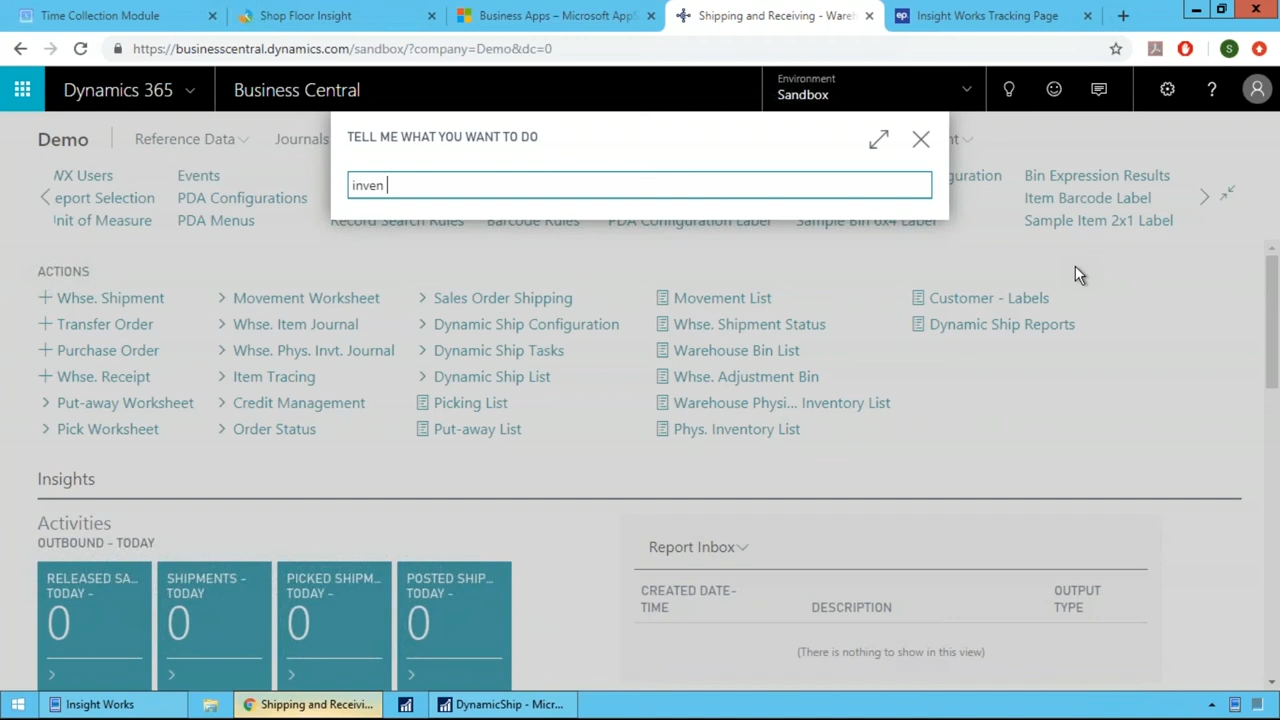 Time Collection Module
Shop Floor Insight
Business Apps – Microsoft AppS
Shipping and Receiving - Wareh
ep
Insight Works Tracking Page
https://businesscentral.dynamics.com/sandbox/?company=Demo&dc=0
S
Dynamics 365
Business Central
Environment
Sandbox
TELL ME WHAT YOU WANT TO DO
inven
Demo
Reference Data
Journals
WX Users
Events
Bin Expression Results
eport Selection
PDA Configurations
Item Barcode Label
nit of Measure
PDA Menus
Record Search Rules
Barcode Rules
PDA Configuration Label
Sample Bin 6x4 Label
Sample Item 2x1 Label
ACTIONS
Whse. Shipment
Movement Worksheet
Sales Order Shipping
Movement List
Customer - Labels
Transfer Order
Whse. Item Journal
Dynamic Ship Configuration
Whse. Shipment Status
Dynamic Ship Reports
Purchase Order
Whse. Phys. Invt. Journal
Dynamic Ship Tasks
Warehouse Bin List
Whse. Receipt
Item Tracing
Dynamic Ship List
Whse. Adjustment Bin
Put-away Worksheet
Credit Management
Picking List
Warehouse Physi... Inventory List
Pick Worksheet
Order Status
Put-away List
Phys. Inventory List
Insights
Activities
OUTBOUND - TODAY
RELEASED SA...
TODAY -
0
SHIPMENTS -
TODAY
0
PICKED SHIPM...
TODAY -
0
POSTED SHIP...
TODAY -
0
Report Inbox
CREATED DATE-
TIME
DESCRIPTION
OUTPUT
TYPE
(There is nothing to show in this view)
Insight Works
Shipping and Receivi...
DynamicShip - Micr...